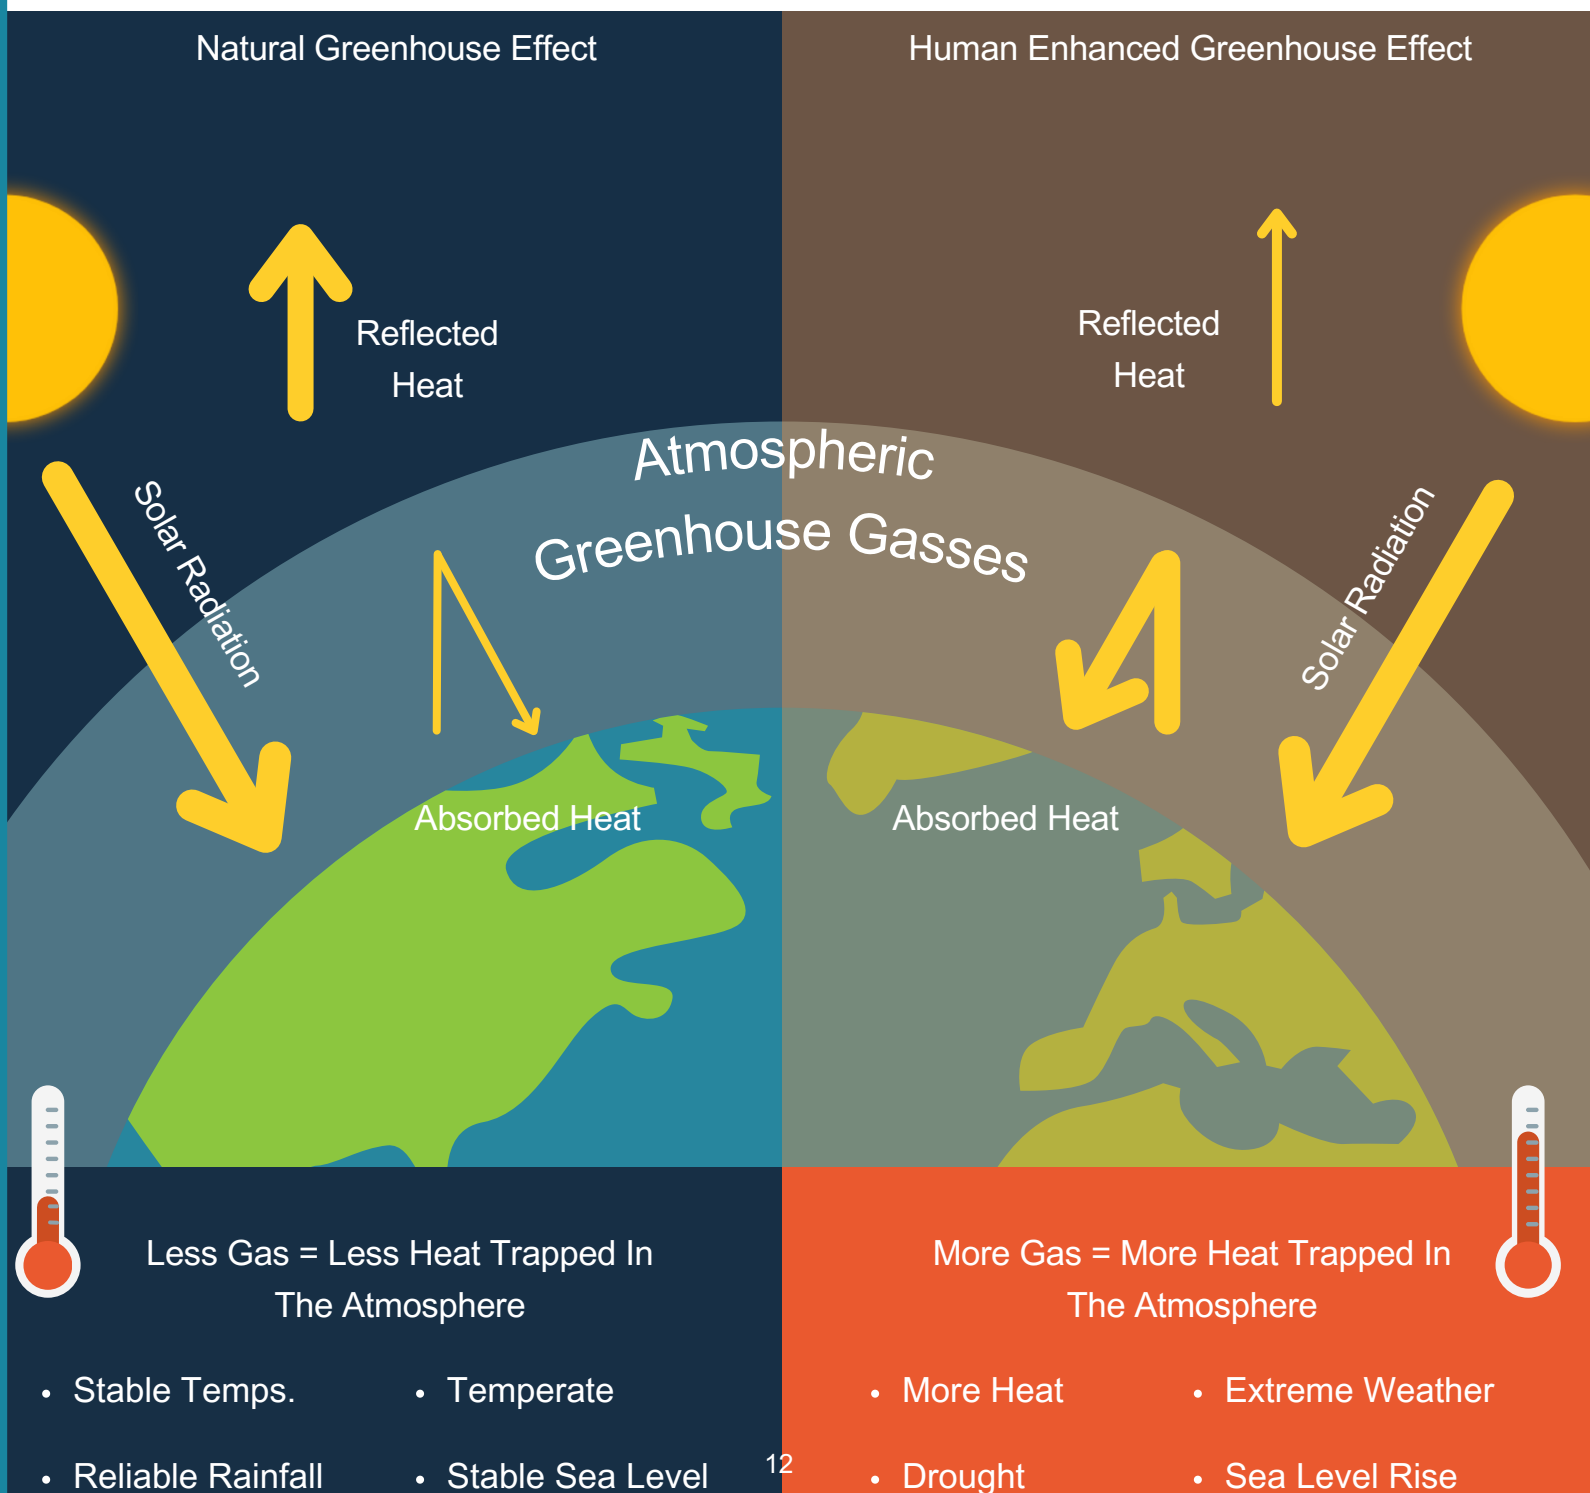 Natural Greenhouse Effect
Human Enhanced Greenhouse Effect
Reflected
Heat
Reflected
Heat
Atmospheric
Greenhouse Gasses
Solar Radiation
Solar Radiation
Absorbed Heat
Absorbed Heat
Less Gas = Less Heat Trapped In
The Atmosphere
• Stable Temps.
• Temperate
• Reliable Rainfall
• Stable Sea Level
More Gas = More Heat Trapped In
The Atmosphere
• More Heat
• Extreme Weather
• Drought
• Sea Level Rise
12